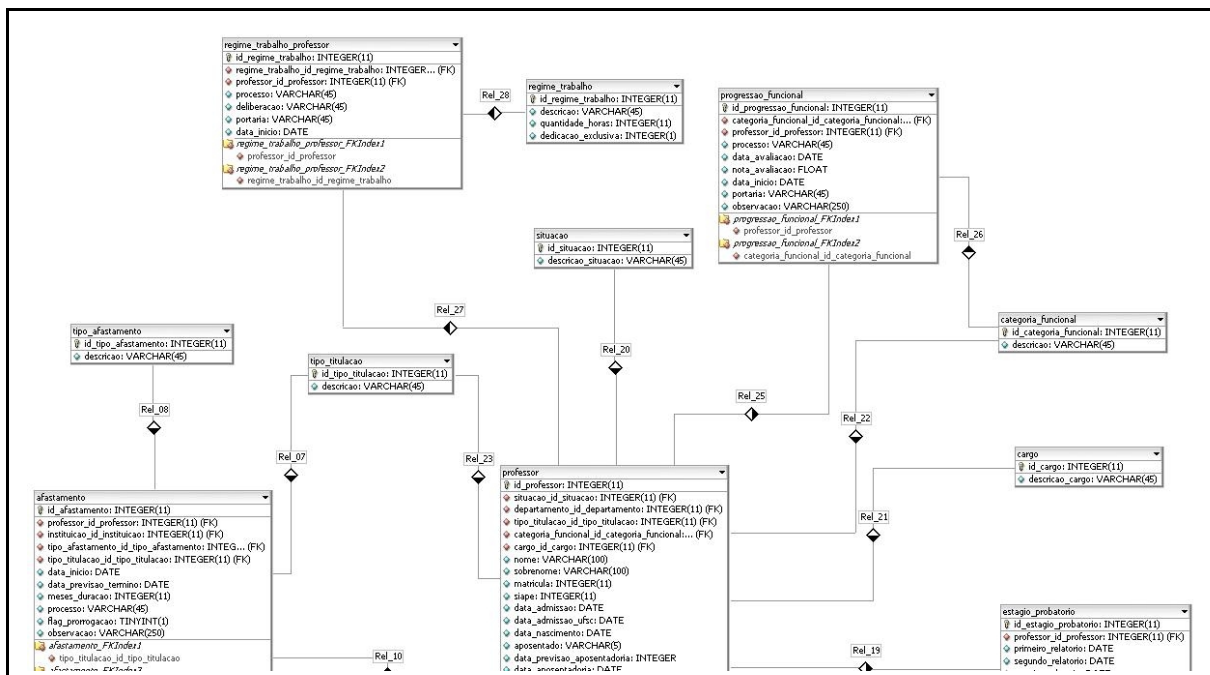 regime_trabalho_professor
id_regime_trabalho: INTEGER(11)
regime_trabalho_id_regime_trabalho: INTEGER... (FK)
professor_id_professor: INTEGER(11) (FK)
processo: VARCHAR(45)
deliberacao: VARCHAR(45)
portaria: VARCHAR(45)
data_inicio: DATE
regime_trabalho_professor_FKIndex1
professor_id_professor
regime_trabalho_professor_FKIndex2
regime_trabalho_id_regime_trabalho
Rel_28
regime_trabalho
id_regime_trabalho: INTEGER(11)
descricao: VARCHAR(45)
quantidade_horas: INTEGER(11)
dedicacao_exclusiva: INTEGER(1)
progressao_funcional
id_progressao_funcional: INTEGER(11)
categoria_funcional_id_categoria_funcional:... (FK)
professor_id_professor: INTEGER(11) (FK)
processo: VARCHAR(45)
data_avaliacao: DATE
nota_avaliacao: FLOAT
data_inicio: DATE
portaria: VARCHAR(45)
observacao: VARCHAR(250)
progressao_funcional_FKIndex1
professor_id_professor
progressao_funcional_FKIndex2
categoria_funcional_id_categoria_funcional
Rel_26
situacao
id_situacao: INTEGER(11)
descricao_situacao: VARCHAR(45)
Rel_27
Rel_20
tipo_afastamento
id_tipo_afastamento: INTEGER(11)
descricao: VARCHAR(45)
tipo_titulacao
id_tipo_titulacao: INTEGER(11)
descricao: VARCHAR(45)
categoria_funcional
id_categoria_funcional: INTEGER(11)
descricao: VARCHAR(45)
Rel_08
Rel_07
Rel_23
Rel_25
Rel_22
cargo
id_cargo: INTEGER(11)
descricao_cargo: VARCHAR(45)
Rel_21
afastamento
id_afastamento: INTEGER(11)
professor_id_professor: INTEGER(11) (FK)
instituicao_id_instituicao: INTEGER(11) (FK)
tipo_afastamento_id_tipo_afastamento: INTEG... (FK)
tipo_titulacao_id_tipo_titulacao: INTEGER(11) (FK)
data_inicio: DATE
data_previsao_termino: DATE
meses_duracao: INTEGER(11)
processo: VARCHAR(45)
flag_prorrogacao: TINYINT(1)
observacao: VARCHAR(250)
afastamento_FKIndex1
tipo_titulacao_id_tipo_titulacao
Rel_10
professor
id_professor: INTEGER(11)
situacao_id_situacao: INTEGER(11) (FK)
departamento_id_departamento: INTEGER(11) (FK)
tipo_titulacao_id_tipo_titulacao: INTEGER(11) (FK)
categoria_funcional_id_categoria_funcional:... (FK)
cargo_id_cargo: INTEGER(11) (FK)
nome: VARCHAR(100)
sobrenome: VARCHAR(100)
matricula: INTEGER(11)
siape: INTEGER(11)
data_admissao: DATE
data_admissao_ufsc: DATE
data_nascimento: DATE
aposentado: VARCHAR(5)
data_previsao_aposentadoria: INTEGER
data_aposentadoria: DATE
Rel_19
estagio_probatorio
id_estagio_probatorio: INTEGER(11)
professor_id_professor: INTEGER(11) (FK)
primeiro_relatorio: DATE
segundo_relatorio: DATE